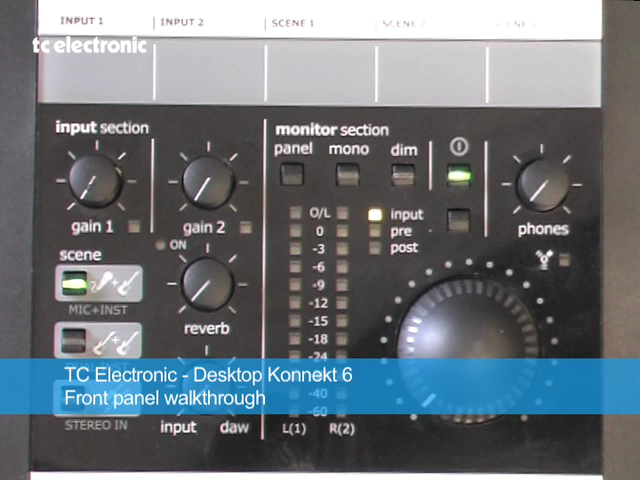 INPUT 1
INPUT 2
SCENE 1
SCENE 2
tc electronic
input section
monitor section
panel mono dim
gain 1
gain 2
phones
O/L
0
-3
-6
-9
-12
-15
-18
-24
-40
-60
L(1) R(2)
input
pre
post
scene
ON
MIC+INST
reverb
TC Electronic - Desktop Konnekt 6
Front panel walkthrough
STEREO IN
input daw